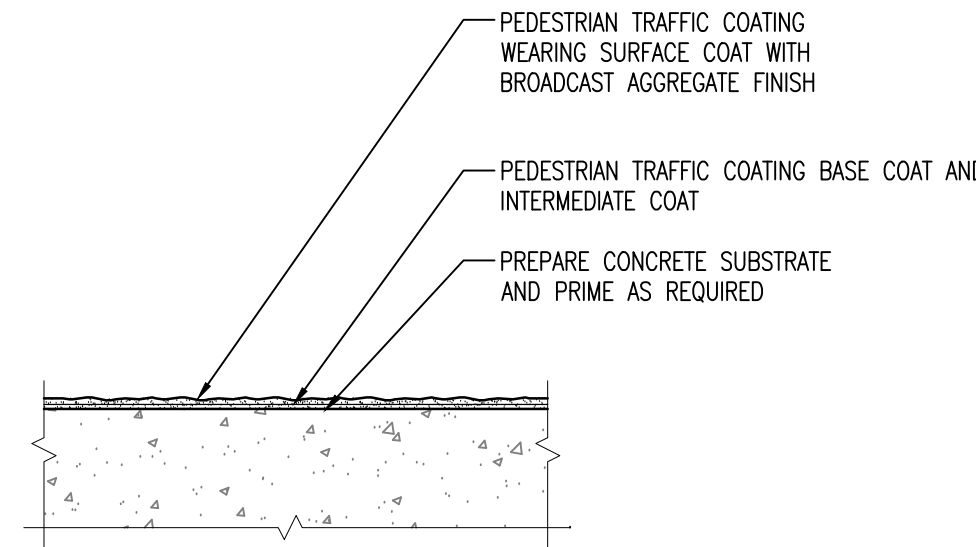 PEDESTRIAN TRAFFIC COATING
WEARING SURFACE COAT WITH
BROADCAST AGGREGATE FINISH
PEDESTRIAN TRAFFIC COATING BASE COAT AND
INTERMEDIATE COAT
PREPARE CONCRETE SUBSTRATE
AND PRIME AS REQUIRED